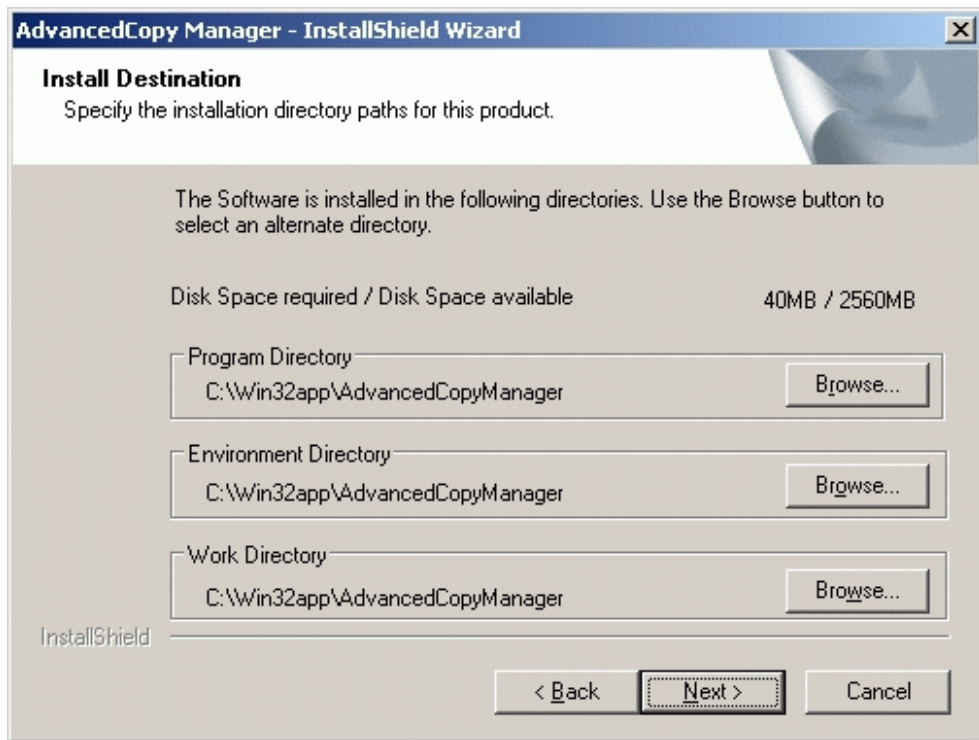 AdvancedCopy Manager - InstallShield Wizard
Install Destination
Specify the installation directory paths for this product.
The Software is installed in the following directories. Use the Browse button to
select an alternate directory.
Disk Space required / Disk Space available 40MB / 2560MB
Program Directory
C:\Win32app\AdvancedCopyManager Browse...
Environment Directory
C:\Win32app\AdvancedCopyManager Browse...
Work Directory
C:\Win32app\AdvancedCopyManager Browse...
InstallShield
< Back Next > Cancel